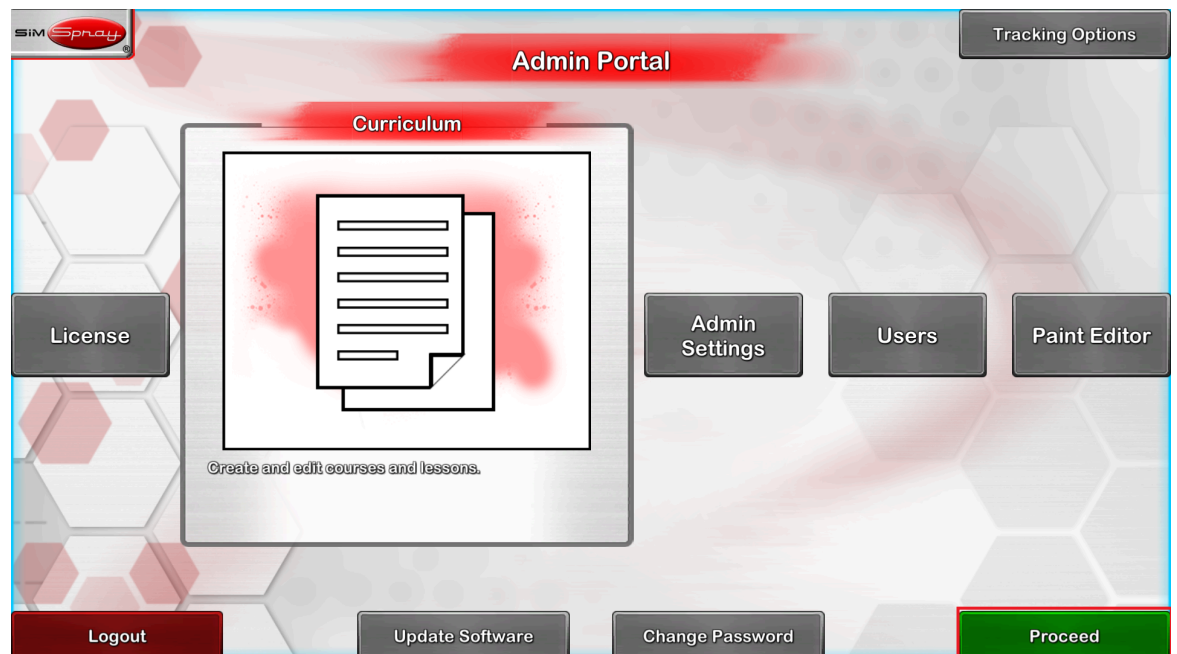 SiM Spray®
Tracking Options
Admin Portal
Curriculum
License
Admin
Settings
Users
Paint Editor
Create and edit courses and lessons.
Logout
Update Software
Change Password
Proceed